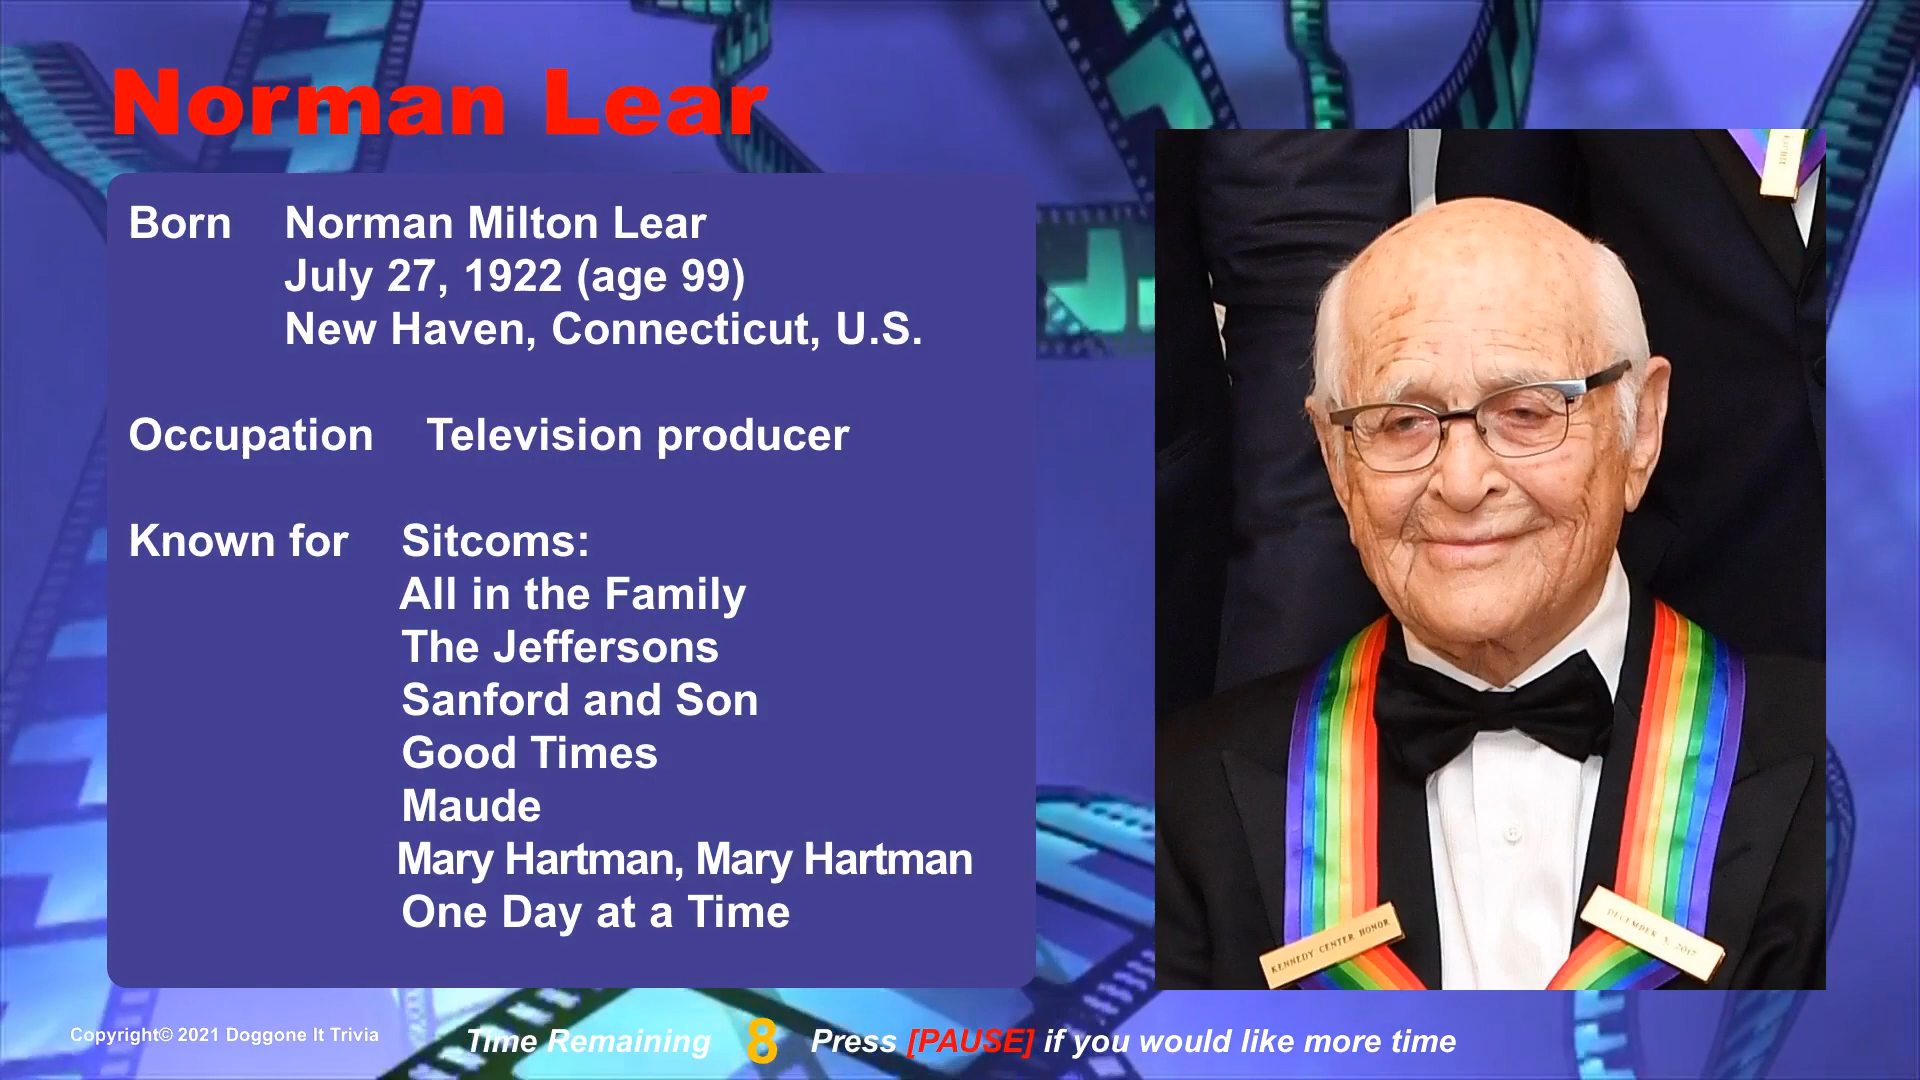 Norman Lear
Born Norman Milton Lear
July 27, 1922 (age 99)
New Haven, Connecticut, U.S.
Occupation Television producer
Known for Sitcoms:
All in the Family
The Jeffersons
Sanford and Son
Good Times
Maude
Mary Hartman, Mary Hartman
One Day at a Time
KENNEDY CENTER HONOR
DECEMBER 3, 2017
Copyright© 2021 Doggone It Trivia
Time Remaining 8 Press [PAUSE] if you would like more time